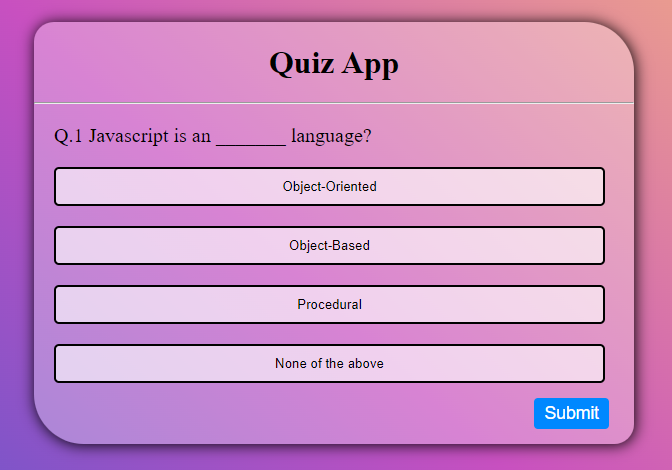 Quiz App
Q.1 Javascript is an _______ language?
Object-Oriented
Object-Based
Procedural
None of the above
Submit